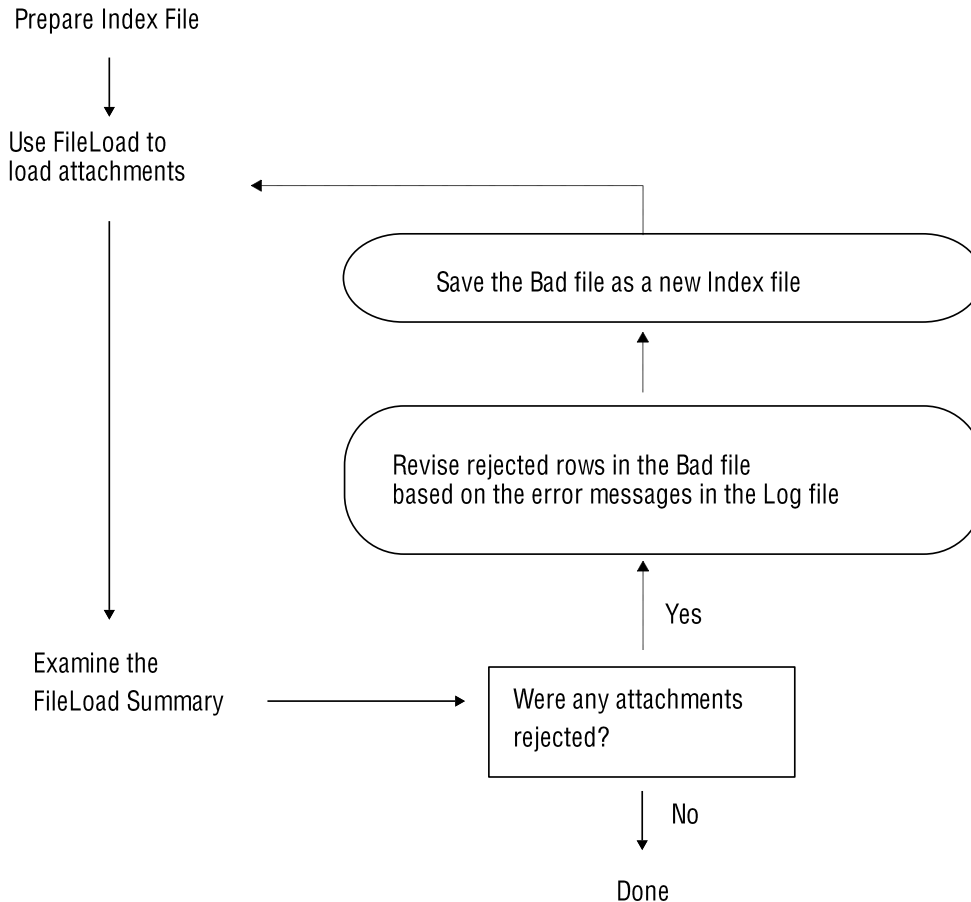 Prepare Index File
Use FileLoad to
load attachments
Save the Bad file as a new Index file
Revise rejected rows in the Bad file
based on the error messages in the Log file
Yes
Examine the
FileLoad Summary
Were any attachments
rejected?
No
Done